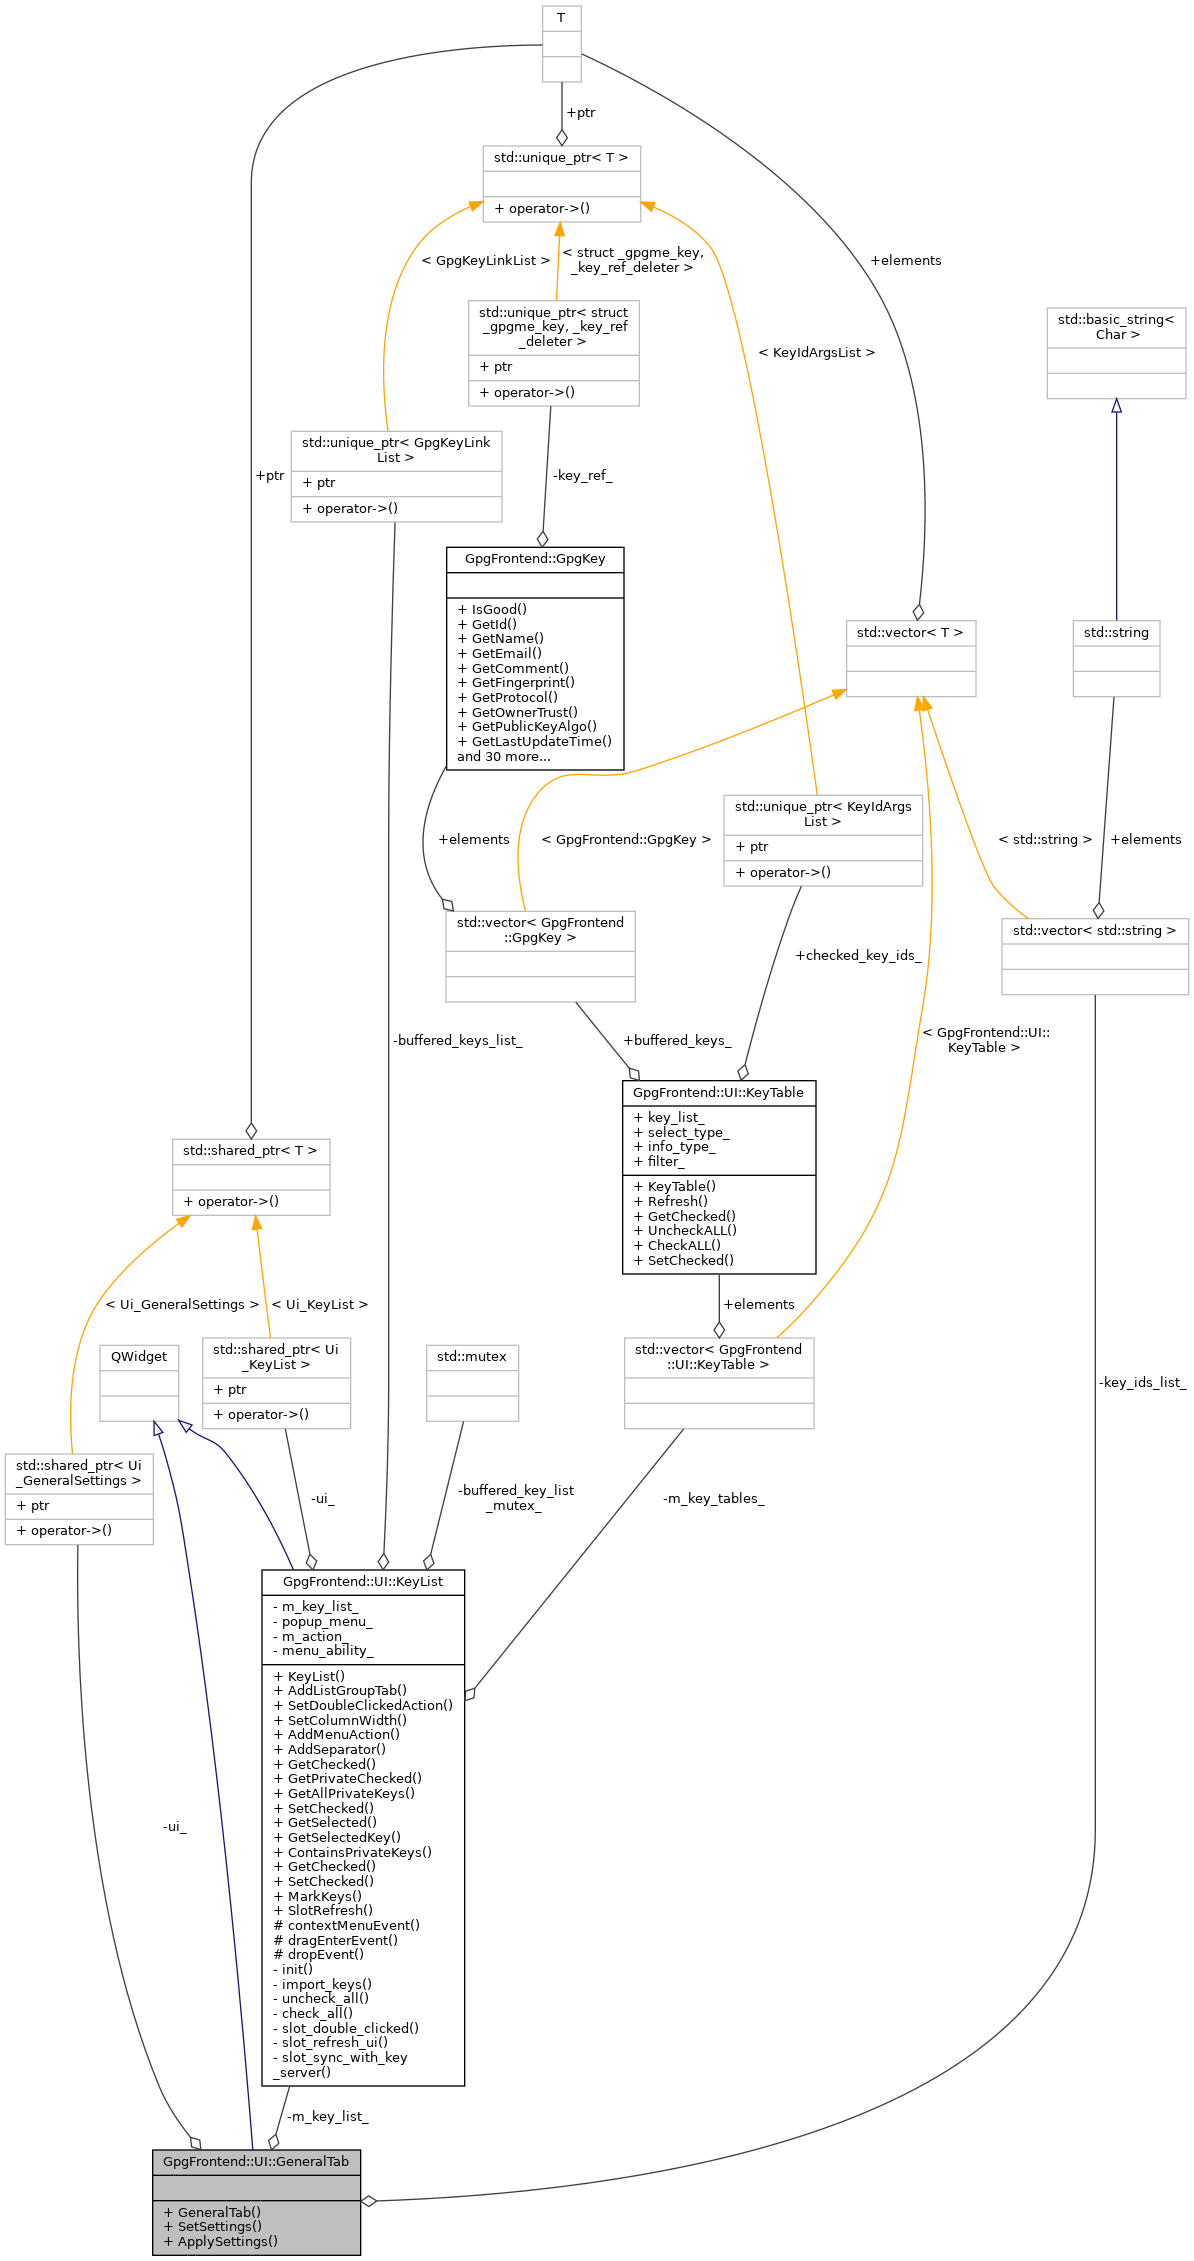 T
+ptr
std::unique_ptr< T >
+ operator->()
< GpgKeyLinkList >
< struct _gpgme_key,
_key_ref_deleter >
+elements
std::unique_ptr< struct
_gpgme_key, _key_ref
_deleter >
+ ptr
+ operator->()
std::basic_string<
Char >
< KeyIdArgsList >
+ptr
std::unique_ptr< GpgKeyLink
List >
+ ptr
+ operator->()
-key_ref_
GpgFrontend::GpgKey
+ IsGood()
+ GetId()
+ GetName()
+ GetEmail()
+ GetComment()
+ GetFingerprint()
+ GetProtocol()
+ GetOwnerTrust()
+ GetPublicKeyAlgo()
+ GetLastUpdateTime()
and 30 more...
std::vector< T >
std::string
+elements
< GpgFrontend::GpgKey >
std::unique_ptr< KeyIdArgs
List >
+ ptr
+ operator->()
< std::string >
+elements
std::vector< GpgFrontend
::GpgKey >
std::vector< std::string >
+checked_key_ids_
-buffered_keys_list_
+buffered_keys_
< GpgFrontend::UI::
KeyTable >
GpgFrontend::UI::KeyTable
+ key_list_
+ select_type_
+ info_type_
+ filter_
+ KeyTable()
+ Refresh()
+ GetChecked()
+ UncheckALL()
+ CheckALL()
+ SetChecked()
std::shared_ptr< T >
+ operator->()
< Ui_GeneralSettings >
< Ui_KeyList >
+elements
QWidget
std::shared_ptr< Ui
_KeyList >
+ ptr
+ operator->()
std::mutex
std::vector< GpgFrontend
::UI::KeyTable >
-key_ids_list_
std::shared_ptr< Ui
_GeneralSettings >
+ ptr
+ operator->()
-ui_
-buffered_key_list
_mutex_
-m_key_tables_
GpgFrontend::UI::KeyList
- m_key_list_
- popup_menu_
- m_action_
- menu_ability_
+ KeyList()
+ AddListGroupTab()
+ SetDoubleClickedAction()
+ SetColumnWidth()
+ AddMenuAction()
+ AddSeparator()
+ GetChecked()
+ GetPrivateChecked()
+ GetAllPrivateKeys()
+ SetChecked()
+ GetSelected()
+ GetSelectedKey()
+ ContainsPrivateKeys()
+ GetChecked()
+ SetChecked()
+ MarkKeys()
+ SlotRefresh()
# contextMenuEvent()
# dragEnterEvent()
# dropEvent()
- init()
- import_keys()
- uncheck_all()
- check_all()
- slot_double_clicked()
- slot_refresh_ui()
- slot_sync_with_key
_server()
-ui_
-m_key_list_
GpgFrontend::UI::GeneralTab
+ GeneralTab()
+ SetSettings()
+ ApplySettings()